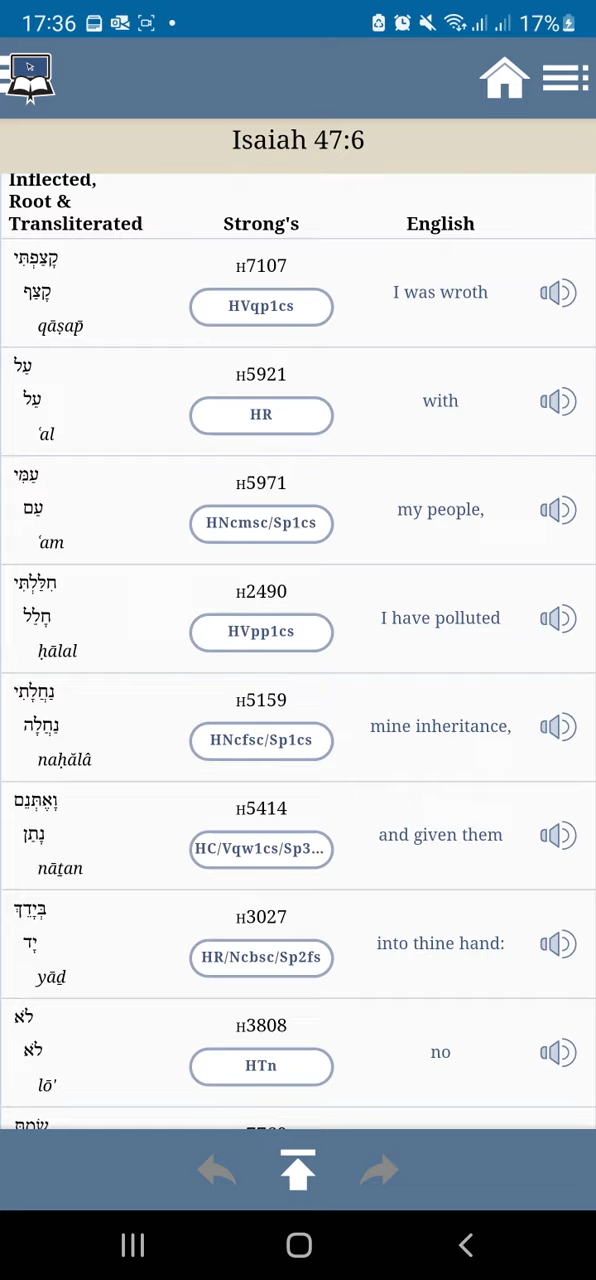 17:36 17%
Isaiah 47:6
Inflected,
Root &
Transliterated Strong's English
קָצַפְתִּי
H7107
קָצַף
HVqp1cs
I was wroth
qāṣap̄
עַל
H5921
עַל
HR
with
ʿal
עַמִּי
H5971
עַם
HNcmsc/Sp1cs
my people,
ʿam
חִלַּלְתִּי
H2490
חָלַל
HVpp1cs
I have polluted
ḥālal
נַחֲלָתִי
H5159
נַחֲלָה
HNcfsc/Sp1cs
mine inheritance,
naḥălâ
וָאֶתְּנֵם
H5414
נָתַן
HC/Vqw1cs/Sp3...
and given them
nāṯan
בְּיָדֵךְ
H3027
יָד
HR/Ncbsc/Sp2fs
into thine hand:
yāḏ
לֹא
H3808
לֹא
HTn
no
lō'